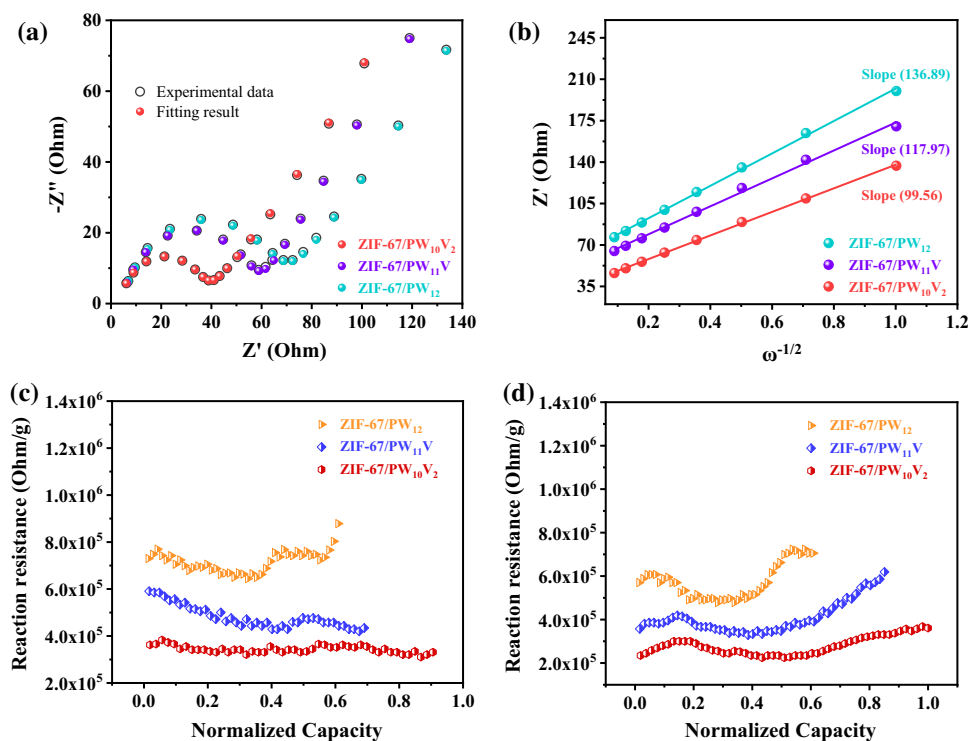 (a)
-Z'' (Ohm)
80
60
40
20
0
Experimental data
Fitting result
ZIF-67/PW₁₀V₂
ZIF-67/PW₁₁V
ZIF-67/PW₁₂
0 20 40 60 80 100 120 140
Z' (Ohm)
(b)
Z' (Ohm)
245
210
175
140
105
70
35
Slope (136.89)
Slope (117.97)
Slope (99.56)
ZIF-67/PW₁₂
ZIF-67/PW₁₁V
ZIF-67/PW₁₀V₂
0.2 0.4 0.6 0.8 1.0 1.2
ω⁻¹/²
(c)
Reaction resistance (Ohm/g)
1.4x10⁶
1.2x10⁶
1.0x10⁶
8.0x10⁵
6.0x10⁵
4.0x10⁵
2.0x10⁵
ZIF-67/PW₁₂
ZIF-67/PW₁₁V
ZIF-67/PW₁₀V₂
0.0 0.2 0.4 0.6 0.8 1.0
Normalized Capacity
(d)
Reaction resistance (Ohm/g)
1.4x10⁶
1.2x10⁶
1.0x10⁶
8.0x10⁵
6.0x10⁵
4.0x10⁵
2.0x10⁵
ZIF-67/PW₁₂
ZIF-67/PW₁₁V
ZIF-67/PW₁₀V₂
0.0 0.2 0.4 0.6 0.8 1.0
Normalized Capacity